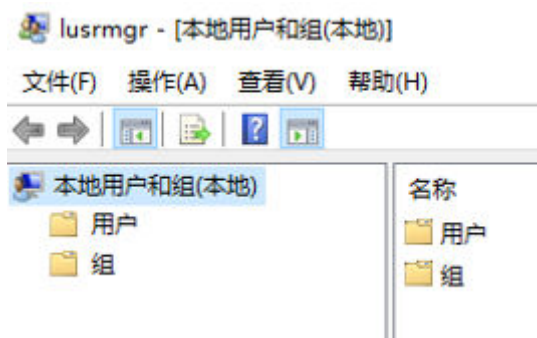 lusrmgr - [本地用户和组(本地)]
文件(F) 操作(A) 查看(V) 帮助(H)
本地用户和组(本地)
用户
组
名称
用户
组